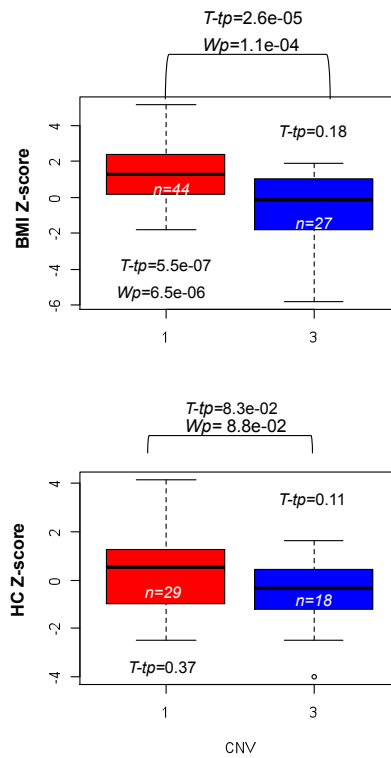 T-tp=2.6e-05
Wp=1.1e-04
BMI Z-score
4
2
0
-2
-4
-6
T-tp=0.18
n=44
n=27
T-tp=5.5e-07
Wp=6.5e-06
1
3
T-tp=8.3e-02
Wp= 8.8e-02
HC Z-score
4
2
0
-2
-4
T-tp=0.11
n=29
n=18
T-tp=0.37
1
3
CNV